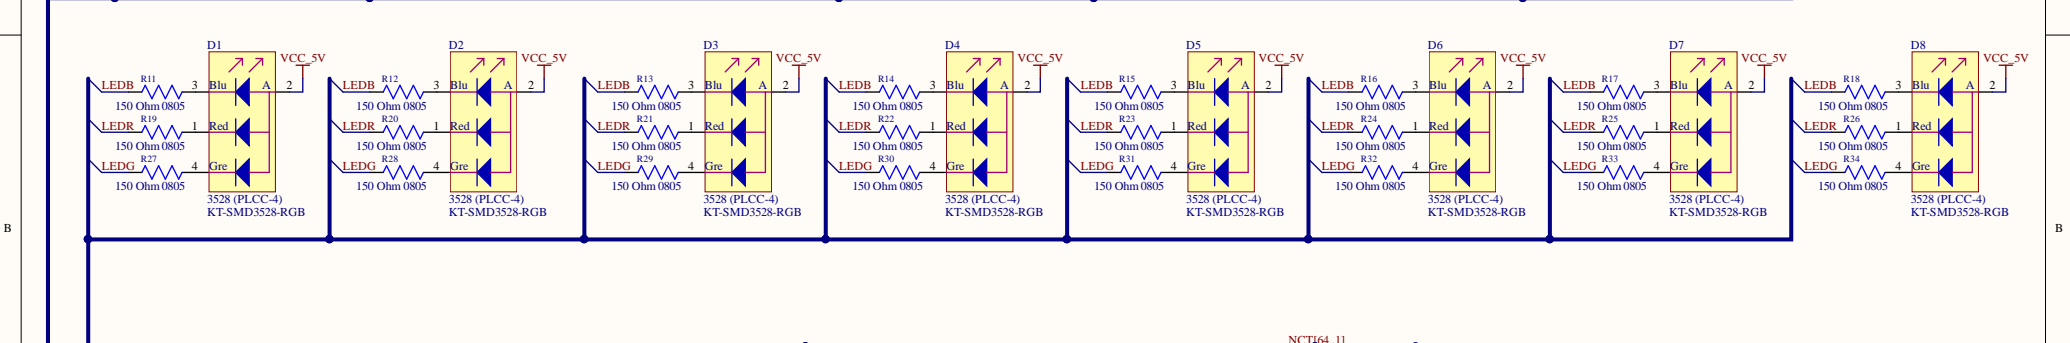 D1 D2 D3 D4 D5 D6 D7 D8
VCC_5V VCC_5V VCC_5V VCC_5V VCC_5V VCC_5V VCC_5V VCC_5V
LEDB R11 3 Blu A 2 LEDB R12 3 Blu A 2 LEDB R13 3 Blu A 2 LEDB R14 3 Blu A 2 LEDB R15 3 Blu A 2 LEDB R16 3 Blu A 2 LEDB R17 3 Blu A 2 LEDB R18 3 Blu A 2
150 Ohm 0805 150 Ohm 0805 150 Ohm 0805 150 Ohm 0805 150 Ohm 0805 150 Ohm 0805 150 Ohm 0805 150 Ohm 0805
LEDR R19 1 Red LEDR R20 1 Red LEDR R21 1 Red LEDR R22 1 Red LEDR R23 1 Red LEDR R24 1 Red LEDR R25 1 Red LEDR R26 1 Red
150 Ohm 0805 150 Ohm 0805 150 Ohm 0805 150 Ohm 0805 150 Ohm 0805 150 Ohm 0805 150 Ohm 0805 150 Ohm 0805
LEDG R27 4 Gre LEDG R28 4 Gre LEDG R29 4 Gre LEDG R30 4 Gre LEDG R31 4 Gre LEDG R32 4 Gre LEDG R33 4 Gre LEDG R34 4 Gre
150 Ohm 0805 150 Ohm 0805 150 Ohm 0805 150 Ohm 0805 150 Ohm 0805 150 Ohm 0805 150 Ohm 0805 150 Ohm 0805
3528 (PLCC-4) 3528 (PLCC-4) 3528 (PLCC-4) 3528 (PLCC-4) 3528 (PLCC-4) 3528 (PLCC-4) 3528 (PLCC-4) 3528 (PLCC-4)
KT-SMD3528-RGB KT-SMD3528-RGB KT-SMD3528-RGB KT-SMD3528-RGB KT-SMD3528-RGB KT-SMD3528-RGB KT-SMD3528-RGB KT-SMD3528-RGB
B B